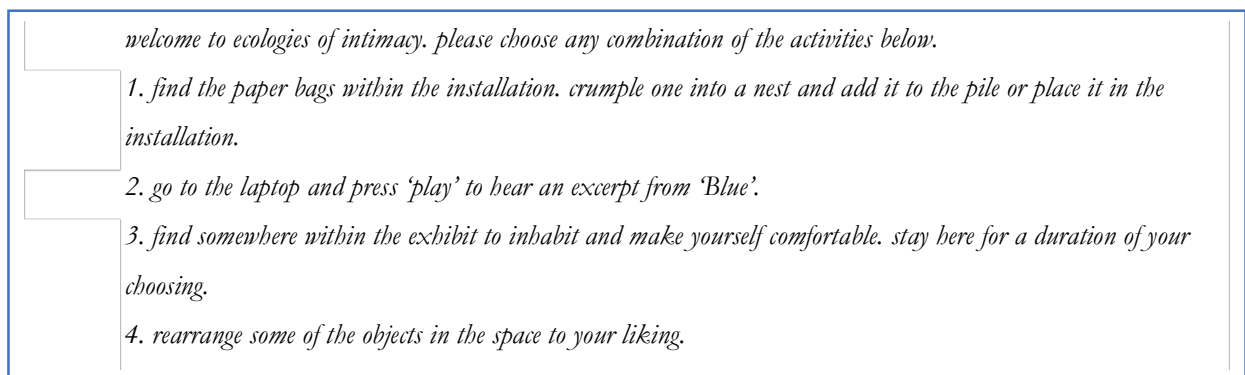 welcome to ecologies of intimacy. please choose any combination of the activities below.
1. find the paper bags within the installation. crumple one into a nest and add it to the pile or place it in the
installation.
2. go to the laptop and press ‘play’ to hear an excerpt from ‘Blue’.
3. find somewhere within the exhibit to inhabit and make yourself comfortable. stay here for a duration of your
choosing.
4. rearrange some of the objects in the space to your liking.